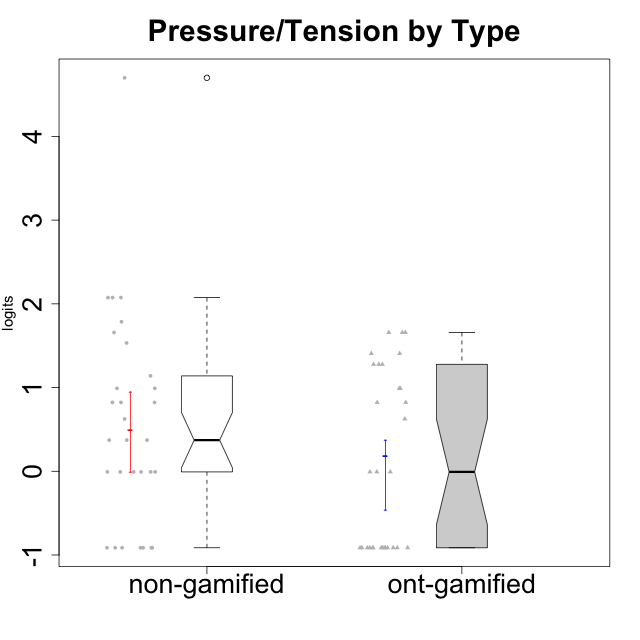 Pressure/Tension by Type
logits
4
3
2
1
0
-1
non-gamified
ont-gamified